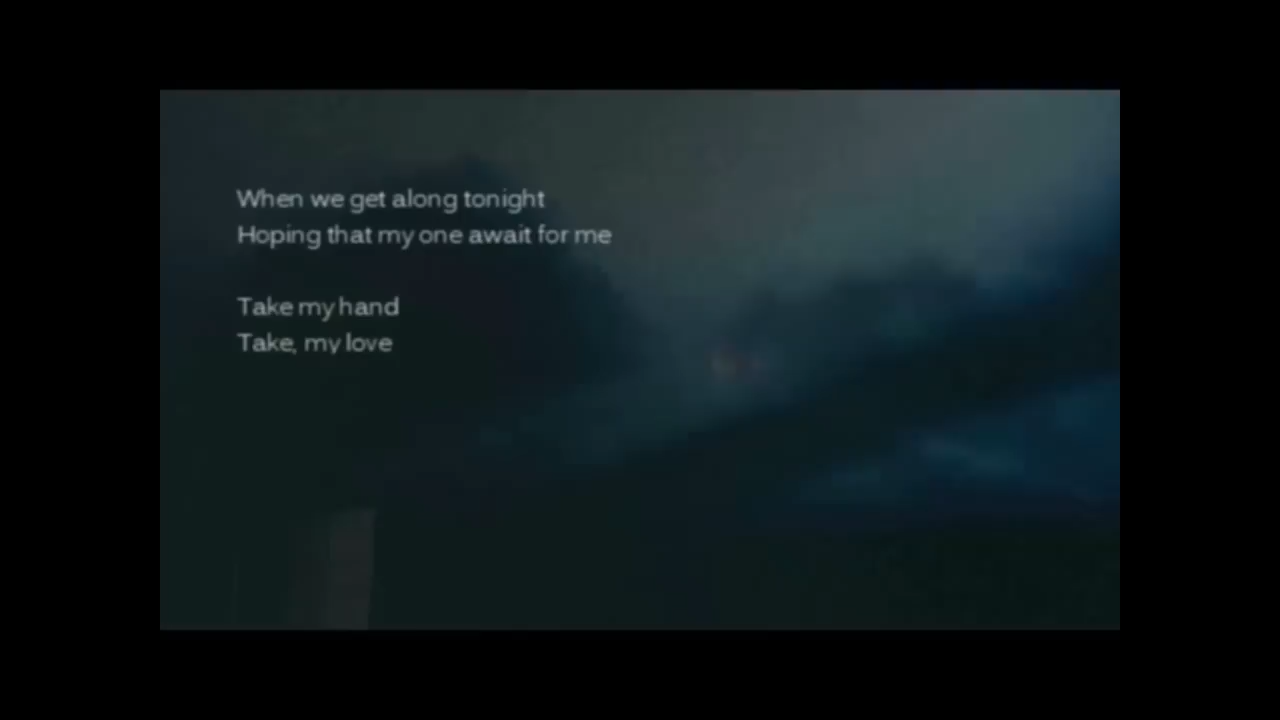 When we get along tonight
Hoping that my one await for me
Take my hand
Take, my love